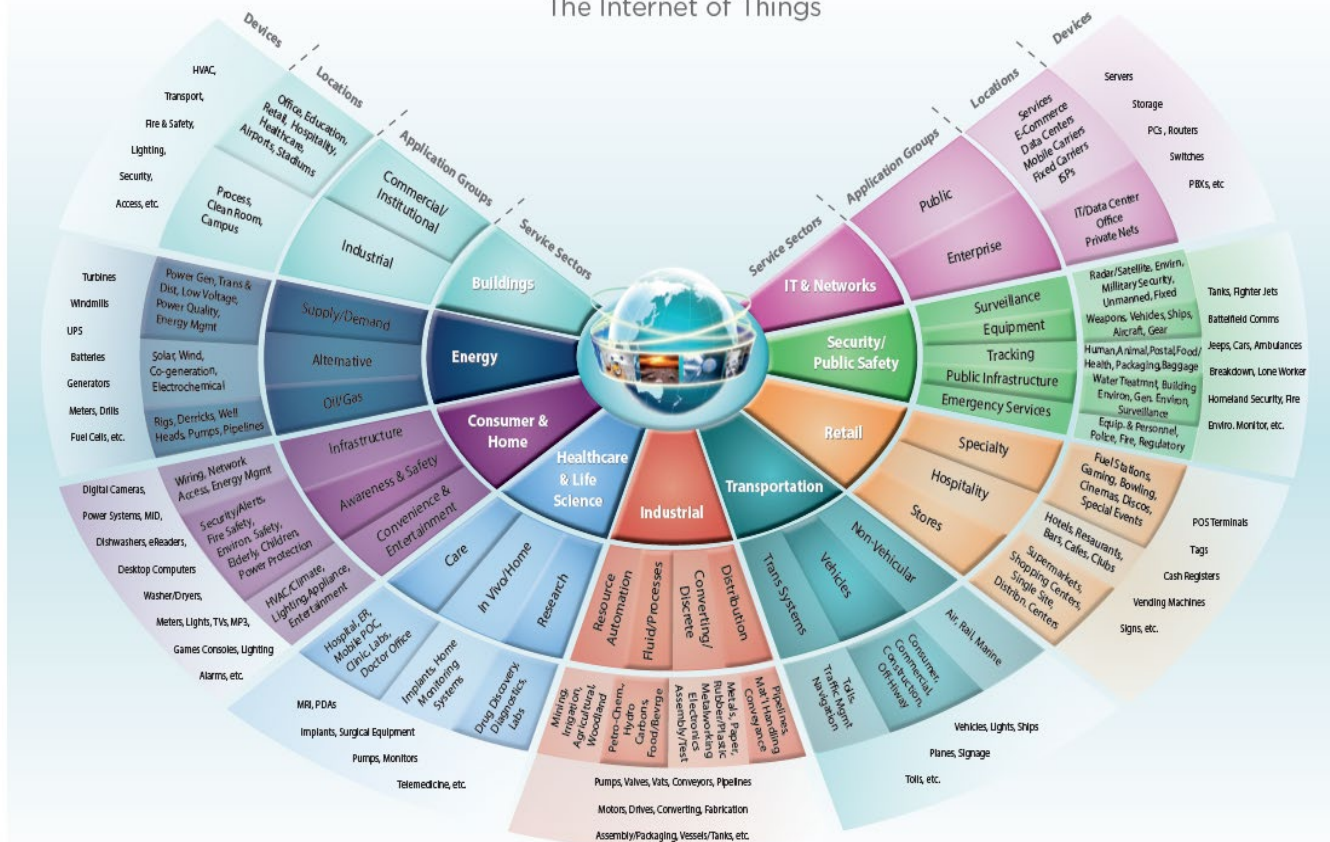 The Internet of Things
Devices
Locations
Application Groups
Service Sectors
Service Sectors
Application Groups
Locations
Devices
Buildings
Commercial/
Institutional
Industrial
Office, Education,
Retail, Hospitality,
Healthcare,
Airports, Stadiums
Process,
Clean Room,
Campus
HVAC,
Transport,
Fire & Safety,
Lighting,
Security,
Access, etc.
Energy
Supply/Demand
Alternative
Oil/Gas
Power Gen, Trans &
Dist, Low Voltage,
Power Quality,
Energy Mgmt
Solar, Wind,
Co-generation,
Electrochemical
Rigs, Derricks, Well
Heads, Pumps, Pipelines
Turbines
Windmills
UPS
Batteries
Generators
Meters, Drills
Fuel Cells, etc.
Consumer &
Home
Infrastructure
Awareness & Safety
Convenience &
Entertainment
Wiring, Network
Access, Energy Mgmt
Security/Alerts,
Fire Safety,
Environ. Safety,
Elderly, Children,
Power Protection
HVAC/Climate,
Lighting,Appliance,
Entertainment
Digital Cameras,
Power Systems, MID,
Dishwashers, eReaders,
Desktop Computers
Washer/Dryers,
Meters, Lights, TVs, MP3,
Games Consoles, Lighting
Alarms, etc.
Healthcare
& Life
Science
Care
In Vivo/Home
Research
Hospital, ER,
Mobile POC,
Clinic, Labs,
Doctor Office
Implants, Home
Monitoring
Systems
Drug Discovery,
Diagnostics,
Labs
MRI, PDAs
Implants, Surgical Equipment
Pumps, Monitors
Telemedicine, etc.
Industrial
Resource
Automation
Fluid/Processes
Converting/
Discrete
Distribution
Mining,
Irrigation,
Agricultural,
Woodland
Petro-Chem,
Hydro
Carbons,
Food/Bevrge
Metals, Paper,
Rubber/Plastic
Metalworking
Electronics
Assembly/Test
Pipelines,
Mat'l Handling
Conveyance
Pumps, Valves, Vats, Conveyors, Pipelines
Motors, Drives, Converting, Fabrication
Assembly/Packaging, Vessels/Tanks, etc.
Transportation
Trans Systems
Vehicles
Non-Vehicular
Tolls,
Traffic Mgmt
Navigation
Consumer,
Commercial,
Construction,
Off-Hiway
Air, Rail, Marine
Vehicles, Lights, Ships
Planes, Signage
Tolls, etc.
Retail
Specialty
Hospitality
Stores
Fuel Stations,
Gaming, Bowling,
Cinemas, Discos,
Special Events
Hotels, Resaurants,
Bars, Cafes, Clubs
Supermarkets,
Shopping Centers,
Single Site,
Distribn. Centers
POS Terminals
Tags
Cash Registers
Vending Machines
Signs, etc.
Security/
Public Safety
Surveillance
Equipment
Tracking
Public Infrastructure
Emergency Services
Radar/Satellite, Envirn,
Millitary Security,
Unmanned, Fixed
Weapons, Vehides, Ships,
Aircraft, Gear
Human,Animal,Postal,Food/
Health, Packaging,Baggage
Water Treatmnt, Building
Environ, Gen. Environ,
Surveillance
Equip. & Personnel,
Police, Fire, Regulatory
Tanks, Fighter Jets
Battelfield Comms
Jeeps, Cars, Ambulances
Breakdown, Lone Worker
Homeland Security, Fire
Enviro. Monitor, etc.
IT & Networks
Public
Enterprise
Services
E-Commerce
Data Centers
Mobile Carriers
Fixed Carriers
ISPs
IT/Data Center
Office
Private Nets
Servers
Storage
PCs , Routers
Switches
PBXs, etc